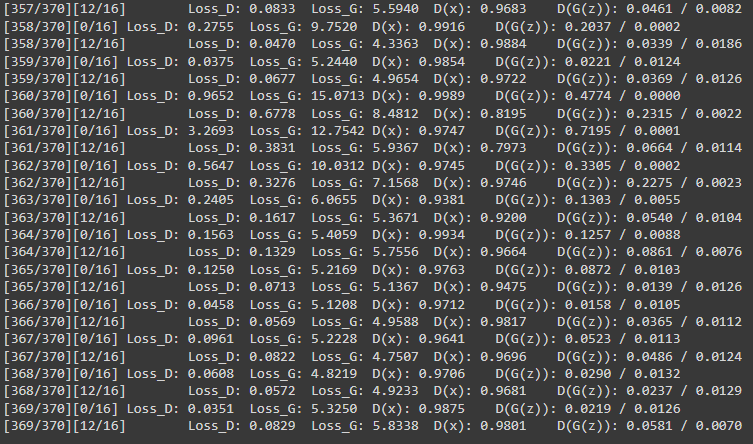 [357/370][12/16] Loss_D: 0.0833 Loss_G: 5.5940 D(x): 0.9683 D(G(z)): 0.0461 / 0.0082
[358/370][0/16] Loss_D: 0.2755 Loss_G: 9.7520 D(x): 0.9916 D(G(z)): 0.2037 / 0.0002
[358/370][12/16] Loss_D: 0.0470 Loss_G: 4.3363 D(x): 0.9884 D(G(z)): 0.0339 / 0.0186
[359/370][0/16] Loss_D: 0.0375 Loss_G: 5.2440 D(x): 0.9854 D(G(z)): 0.0221 / 0.0124
[359/370][12/16] Loss_D: 0.0677 Loss_G: 4.9654 D(x): 0.9722 D(G(z)): 0.0369 / 0.0126
[360/370][0/16] Loss_D: 0.9652 Loss_G: 15.0713 D(x): 0.9989 D(G(z)): 0.4774 / 0.0000
[360/370][12/16] Loss_D: 0.6778 Loss_G: 8.4812 D(x): 0.8195 D(G(z)): 0.2315 / 0.0022
[361/370][0/16] Loss_D: 3.2693 Loss_G: 12.7542 D(x): 0.9747 D(G(z)): 0.7195 / 0.0001
[361/370][12/16] Loss_D: 0.3831 Loss_G: 5.9367 D(x): 0.7973 D(G(z)): 0.0664 / 0.0114
[362/370][0/16] Loss_D: 0.5647 Loss_G: 10.0312 D(x): 0.9745 D(G(z)): 0.3305 / 0.0002
[362/370][12/16] Loss_D: 0.3276 Loss_G: 7.1568 D(x): 0.9746 D(G(z)): 0.2275 / 0.0023
[363/370][0/16] Loss_D: 0.2405 Loss_G: 6.0655 D(x): 0.9381 D(G(z)): 0.1303 / 0.0055
[363/370][12/16] Loss_D: 0.1617 Loss_G: 5.3671 D(x): 0.9200 D(G(z)): 0.0540 / 0.0104
[364/370][0/16] Loss_D: 0.1563 Loss_G: 5.4059 D(x): 0.9934 D(G(z)): 0.1257 / 0.0088
[364/370][12/16] Loss_D: 0.1329 Loss_G: 5.7556 D(x): 0.9664 D(G(z)): 0.0861 / 0.0076
[365/370][0/16] Loss_D: 0.1250 Loss_G: 5.2169 D(x): 0.9763 D(G(z)): 0.0872 / 0.0103
[365/370][12/16] Loss_D: 0.0713 Loss_G: 5.1367 D(x): 0.9475 D(G(z)): 0.0139 / 0.0126
[366/370][0/16] Loss_D: 0.0458 Loss_G: 5.1208 D(x): 0.9712 D(G(z)): 0.0158 / 0.0105
[366/370][12/16] Loss_D: 0.0569 Loss_G: 4.9588 D(x): 0.9817 D(G(z)): 0.0365 / 0.0112
[367/370][0/16] Loss_D: 0.0961 Loss_G: 5.2228 D(x): 0.9641 D(G(z)): 0.0523 / 0.0113
[367/370][12/16] Loss_D: 0.0822 Loss_G: 4.7507 D(x): 0.9696 D(G(z)): 0.0486 / 0.0124
[368/370][0/16] Loss_D: 0.0608 Loss_G: 4.8219 D(x): 0.9706 D(G(z)): 0.0290 / 0.0132
[368/370][12/16] Loss_D: 0.0572 Loss_G: 4.9233 D(x): 0.9681 D(G(z)): 0.0237 / 0.0129
[369/370][0/16] Loss_D: 0.0351 Loss_G: 5.3250 D(x): 0.9875 D(G(z)): 0.0219 / 0.0126
[369/370][12/16] Loss_D: 0.0829 Loss_G: 5.8338 D(x): 0.9801 D(G(z)): 0.0581 / 0.0070